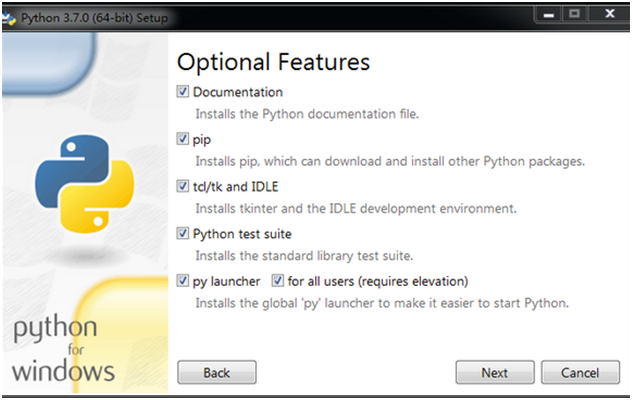 Python 3.7.0 (64-bit) Setup
Optional Features
Documentation
Installs the Python documentation file.
pip
Installs pip, which can download and install other Python packages.
tcl/tk and IDLE
Installs tkinter and the IDLE development environment.
Python test suite
Installs the standard library test suite.
py launcher for all users (requires elevation)
Installs the global 'py' launcher to make it easier to start Python.
python
for
windows
Back Next Cancel